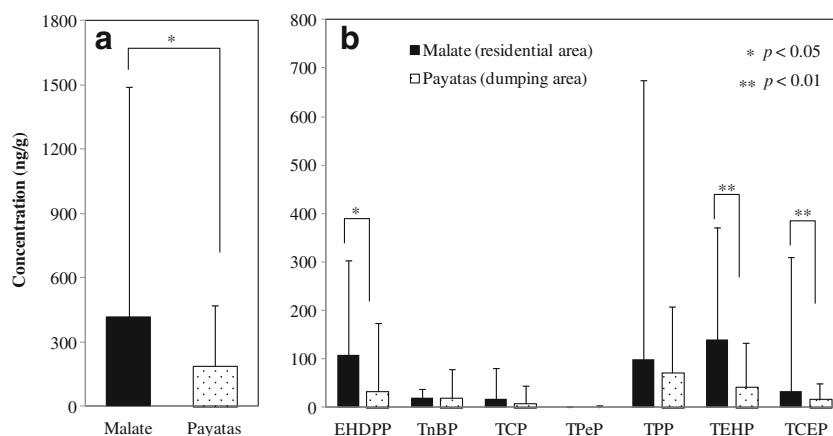 a
*
1800
1500
1200
900
600
300
0
Concentration (ng/g)
Malate Payatas
b
800
700
600
500
400
300
200
100
0
Malate (residential area)
Payatas (dumping area)
* p < 0.05
** p < 0.01
*
**
**
EHDPP TnBP TCP TPeP TPP TEHP TCEP